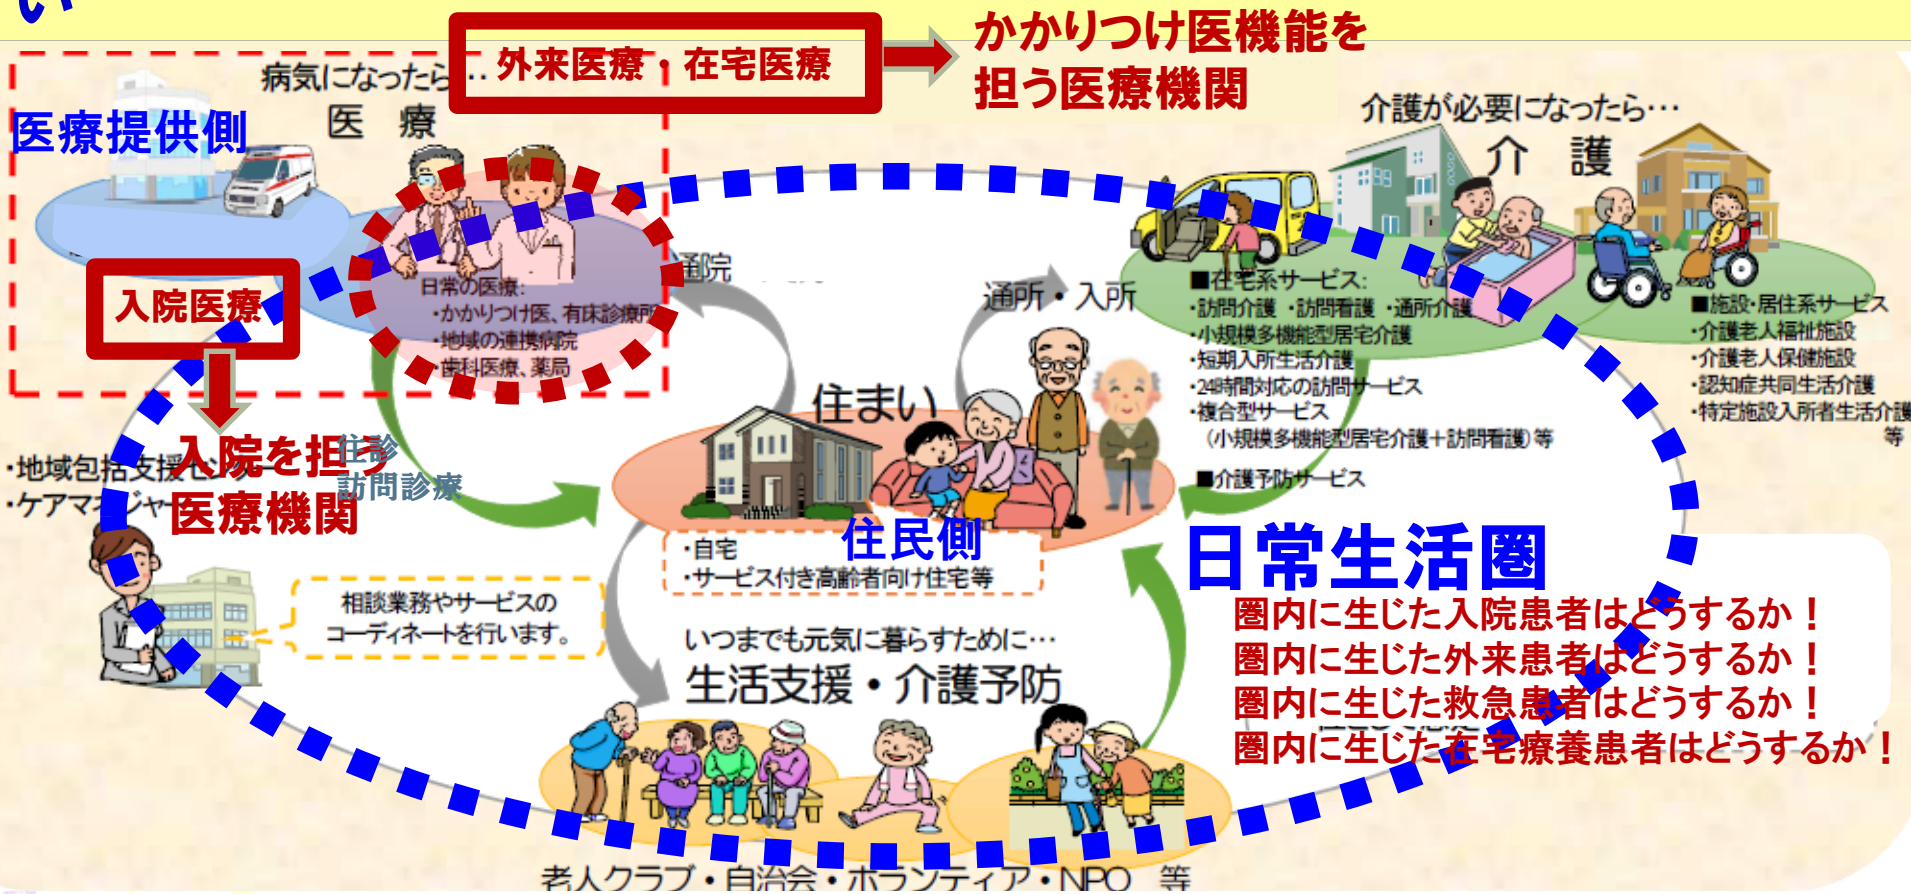 い
外来医療・在宅医療
かかりつけ医機能を
担う医療機関
病気になったら…
医 療
医療提供側
介護が必要になったら…
介 護
入院医療
日常の医療:
・かかりつけ医、有床診療所
・地域の連携病院
・歯科医療、薬局
通院
通所・入所
■在宅系サービス:
・訪問介護 ・訪問看護 ・通所介護
・小規模多機能型居宅介護
・短期入所生活介護
・24時間対応の訪問サービス
・複合型サービス
（小規模多機能型居宅介護＋訪問看護）等
■介護予防サービス
■施設・居住系サービス
・介護老人福祉施設
・介護老人保健施設
・認知症共同生活介護
・特定施設入所者生活介護
等
住まい
・地域包括支援センター
・ケアマネジャー
入院を担う
医療機関
往診
訪問診療
住民側
・自宅
・サービス付き高齢者向け住宅等
相談業務やサービスの
コーディネートを行います。
日常生活圏
圏内に生じた入院患者はどうするか！
圏内に生じた外来患者はどうするか！
圏内に生じた救急患者はどうするか！
圏内に生じた在宅療養患者はどうするか！
いつまでも元気に暮らすために…
生活支援・介護予防
老人クラブ・自治会・ボランティア・NPO 等